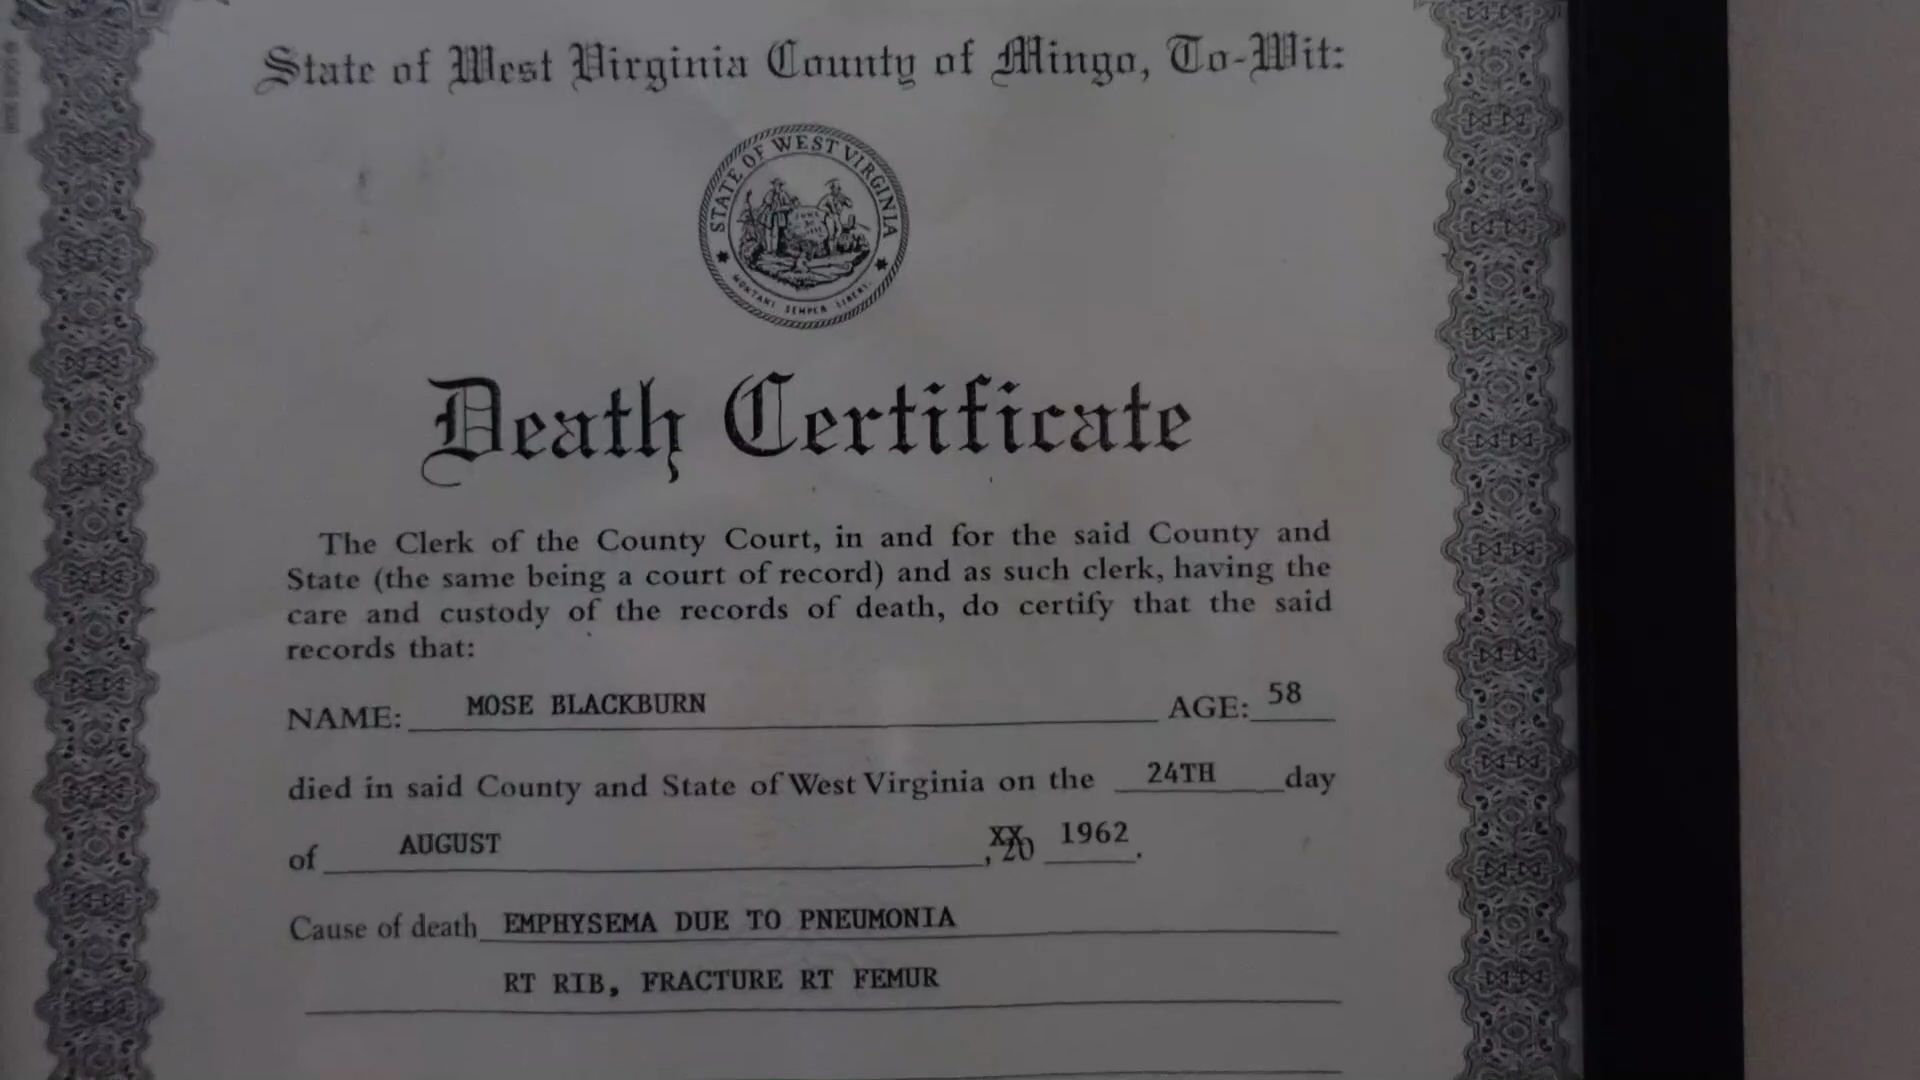 State of West Virginia County of Mingo, To-Wit:
STATE OF WEST VIRGINIA
MONTANI SEMPER LIBERI
Death Certificate
The Clerk of the County Court, in and for the said County and
State (the same being a court of record) and as such clerk, having the
care and custody of the records of death, do certify that the said
records that:
NAME: MOSE BLACKBURN AGE: 58
died in said County and State of West Virginia on the 24TH day
of AUGUST , XX 20 1962.
Cause of death EMPHYSEMA DUE TO PNEUMONIA
RT RIB, FRACTURE RT FEMUR